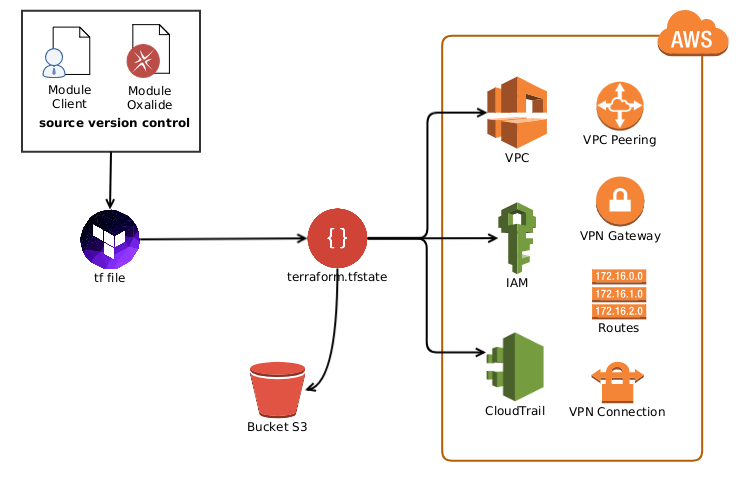 AWS
Module
Client
Module
Oxalide
source version control
VPC
VPC Peering
VPN Gateway
tf file
{ }
terraform.tfstate
IAM
172.16.0.0
172.16.1.0
172.16.2.0
Routes
Bucket S3
CloudTrail
VPN Connection